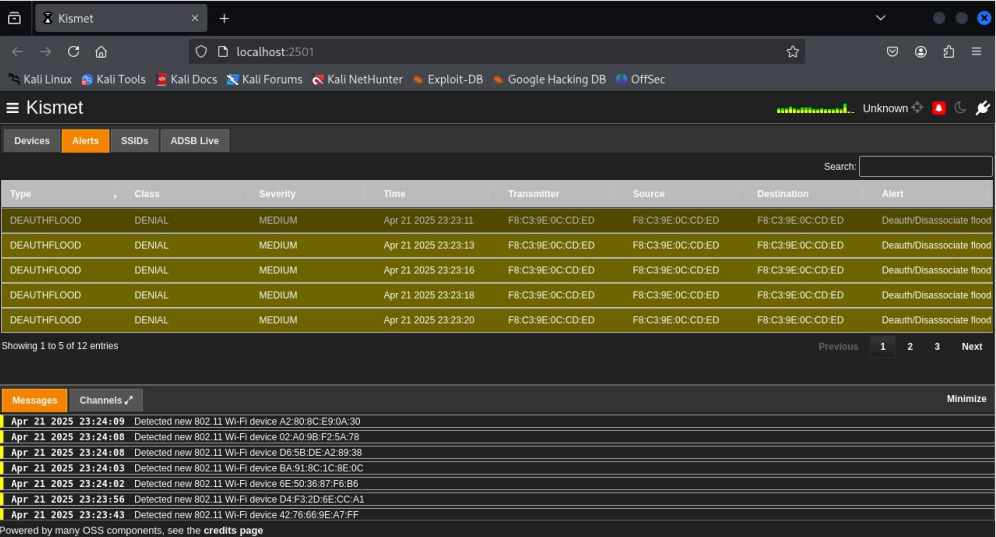 Kismet
localhost:2501
Kali Linux Kali Tools Kali Docs Kali Forums Kali NetHunter Exploit-DB Google Hacking DB OffSec
Kismet Unknown
Devices Alerts SSIDs ADSB Live
Search:
Type Class Severity Time Transmitter Source Destination Alert
DEAUTHFLOOD DENIAL MEDIUM Apr 21 2025 23:23:11 F8:C3:9E:0C:CD:ED F8:C3:9E:0C:CD:ED F8:C3:9E:0C:CD:ED Deauth/Disassociate flood
DEAUTHFLOOD DENIAL MEDIUM Apr 21 2025 23:23:13 F8:C3:9E:0C:CD:ED F8:C3:9E:0C:CD:ED F8:C3:9E:0C:CD:ED Deauth/Disassociate flood
DEAUTHFLOOD DENIAL MEDIUM Apr 21 2025 23:23:16 F8:C3:9E:0C:CD:ED F8:C3:9E:0C:CD:ED F8:C3:9E:0C:CD:ED Deauth/Disassociate flood
DEAUTHFLOOD DENIAL MEDIUM Apr 21 2025 23:23:18 F8:C3:9E:0C:CD:ED F8:C3:9E:0C:CD:ED F8:C3:9E:0C:CD:ED Deauth/Disassociate flood
DEAUTHFLOOD DENIAL MEDIUM Apr 21 2025 23:23:20 F8:C3:9E:0C:CD:ED F8:C3:9E:0C:CD:ED F8:C3:9E:0C:CD:ED Deauth/Disassociate flood
Showing 1 to 5 of 12 entries Previous 1 2 3 Next
Messages Channels Minimize
Apr 21 2025 23:24:09 Detected new 802.11 Wi-Fi device A2:80:8C:E9:0A:30
Apr 21 2025 23:24:08 Detected new 802.11 Wi-Fi device 02:A0:9B:F2:5A:78
Apr 21 2025 23:24:08 Detected new 802.11 Wi-Fi device D6:5B:DE:A2:89:38
Apr 21 2025 23:24:03 Detected new 802.11 Wi-Fi device BA:91:8C:1C:8E:0C
Apr 21 2025 23:24:02 Detected new 802.11 Wi-Fi device 6E:50:36:87:F6:B6
Apr 21 2025 23:23:56 Detected new 802.11 Wi-Fi device D4:F3:2D:6E:CC:A1
Apr 21 2025 23:23:43 Detected new 802.11 Wi-Fi device 42:76:66:9E:A7:FF
Powered by many OSS components, see the credits page